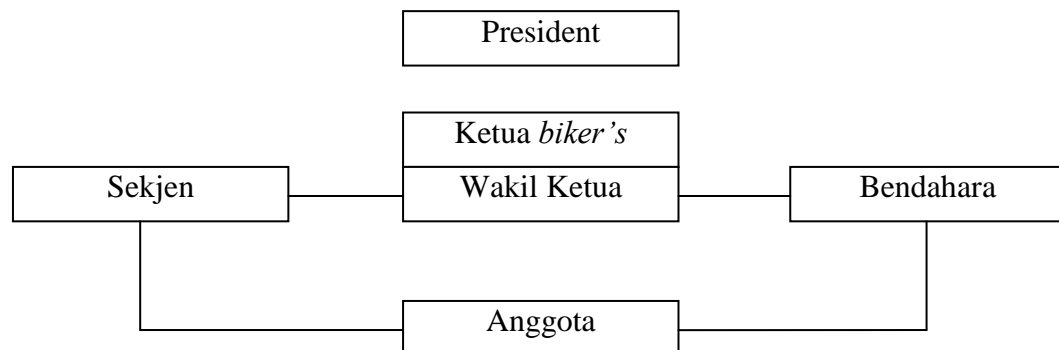 President
Ketua biker’s
Sekjen
Wakil Ketua
Bendahara
Anggota